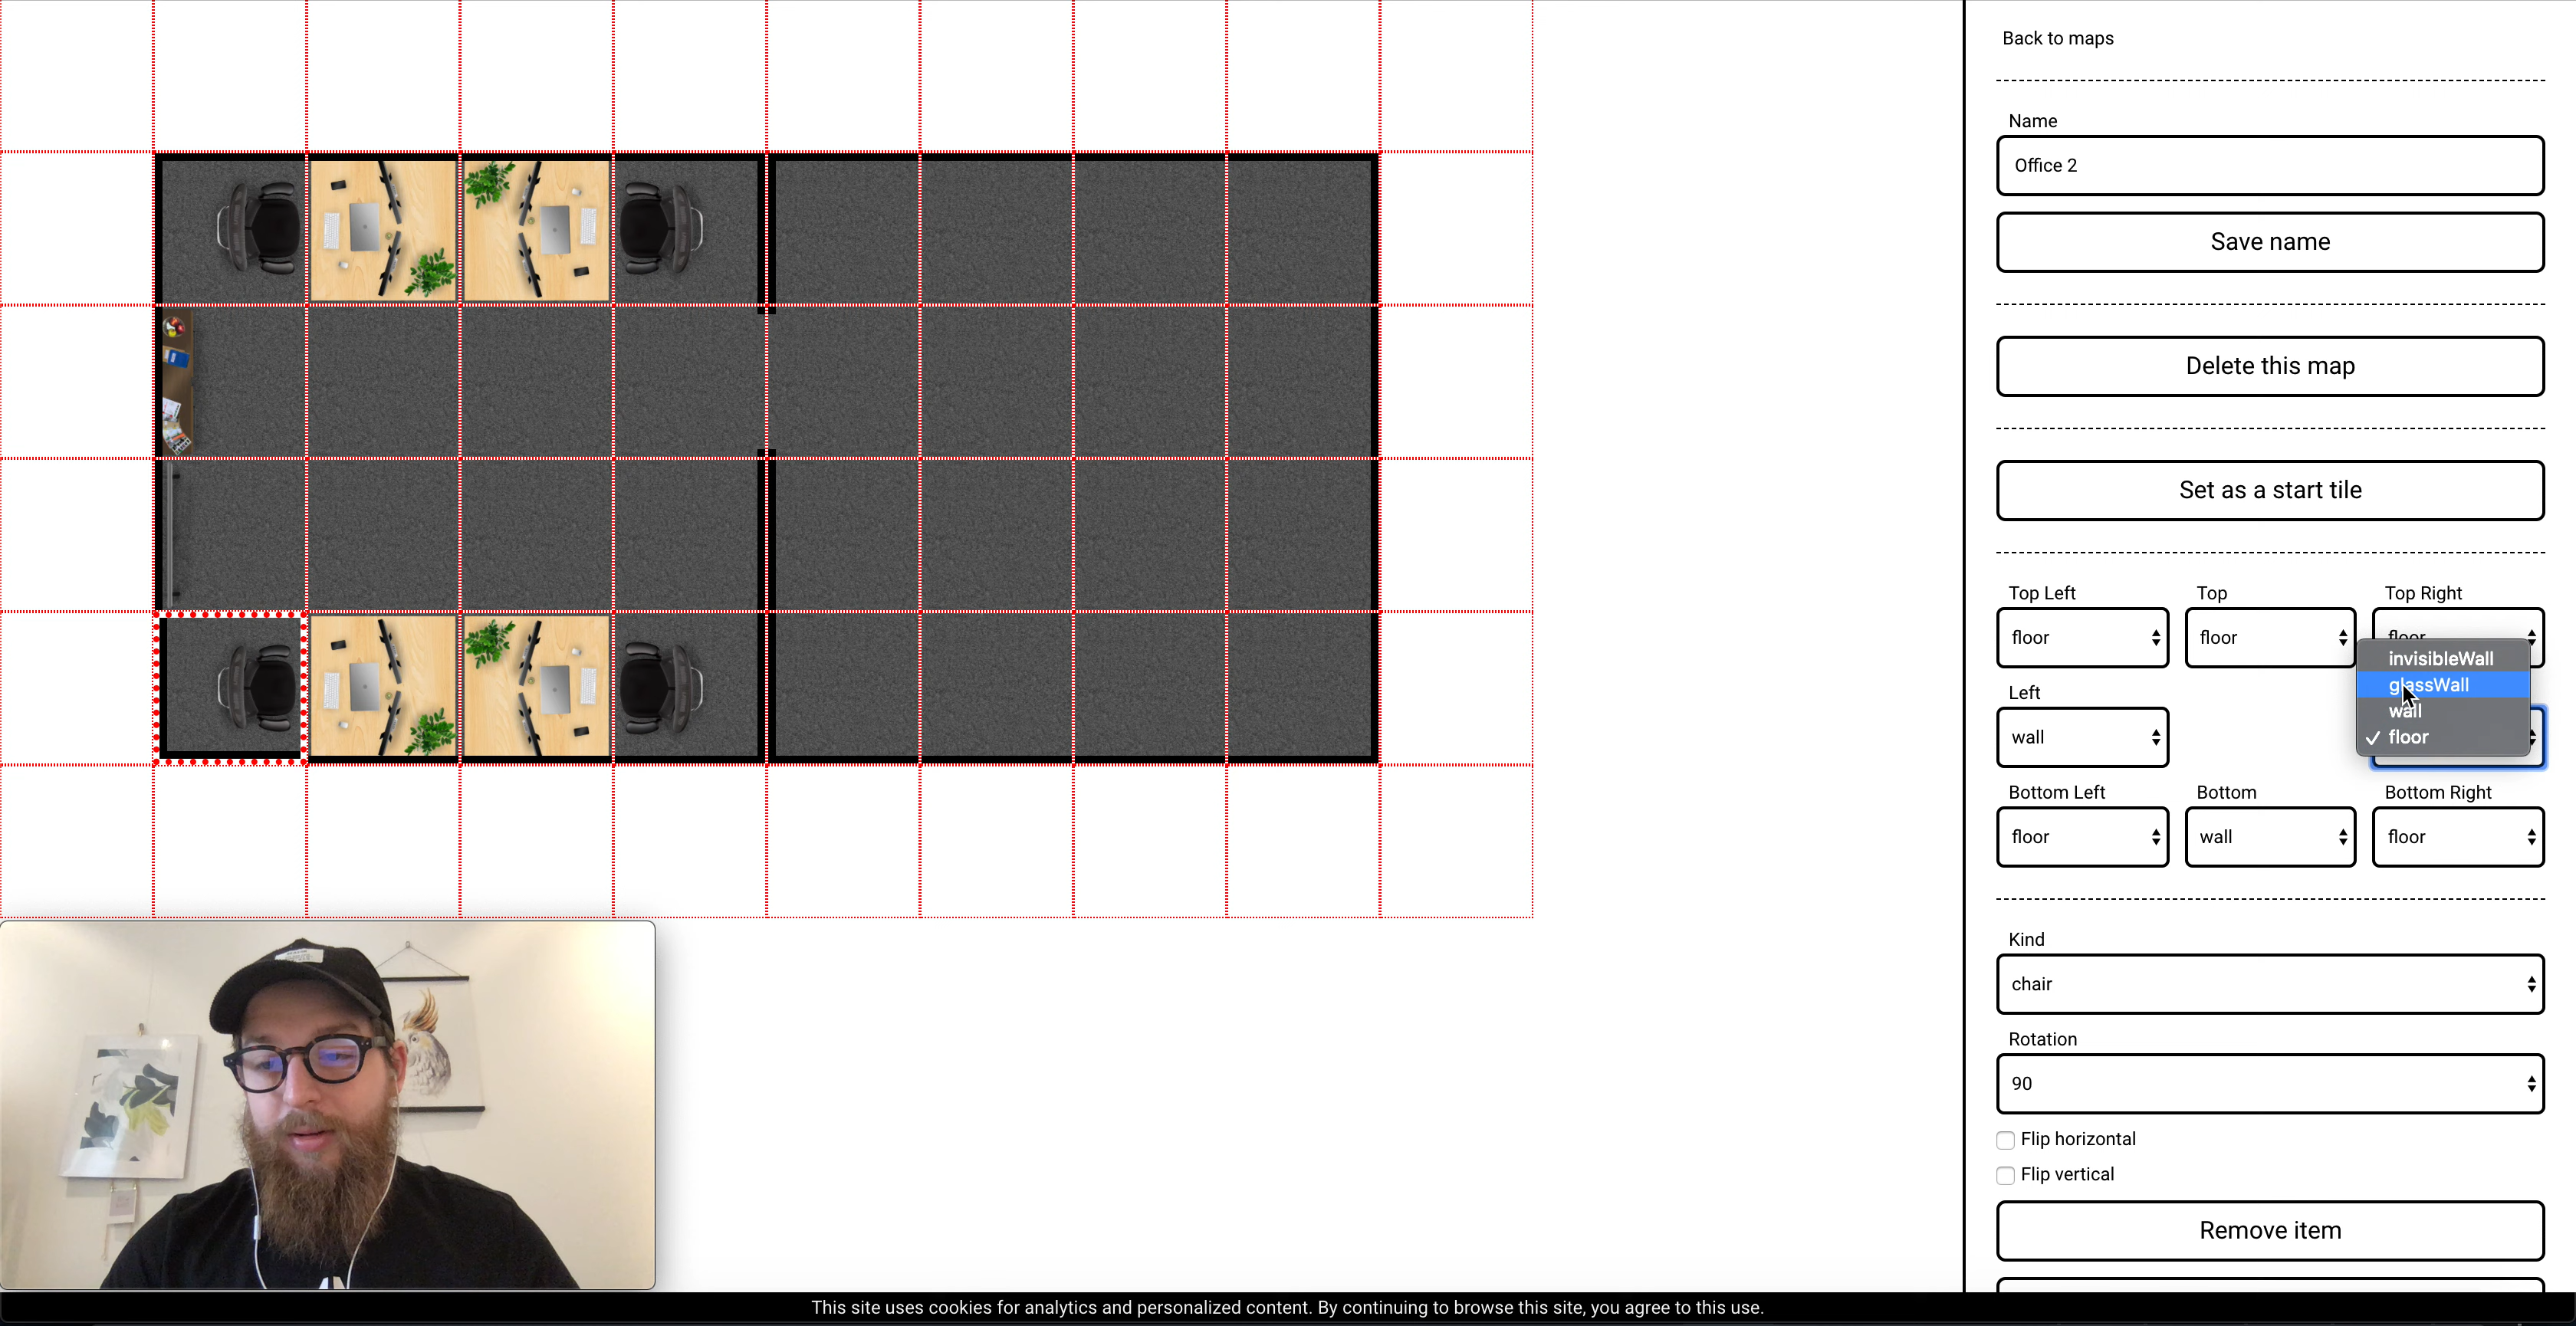 Back to maps
Name
Office 2
Save name
Delete this map
Set as a start tile
Top Left
Top
Top Right
floor
floor
floor
invisibleWall
glassWall
wall
floor
Left
wall
Bottom Left
Bottom
Bottom Right
floor
wall
floor
Kind
chair
Rotation
90
Flip horizontal
Flip vertical
Remove item
This site uses cookies for analytics and personalized content. By continuing to browse this site, you agree to this use.